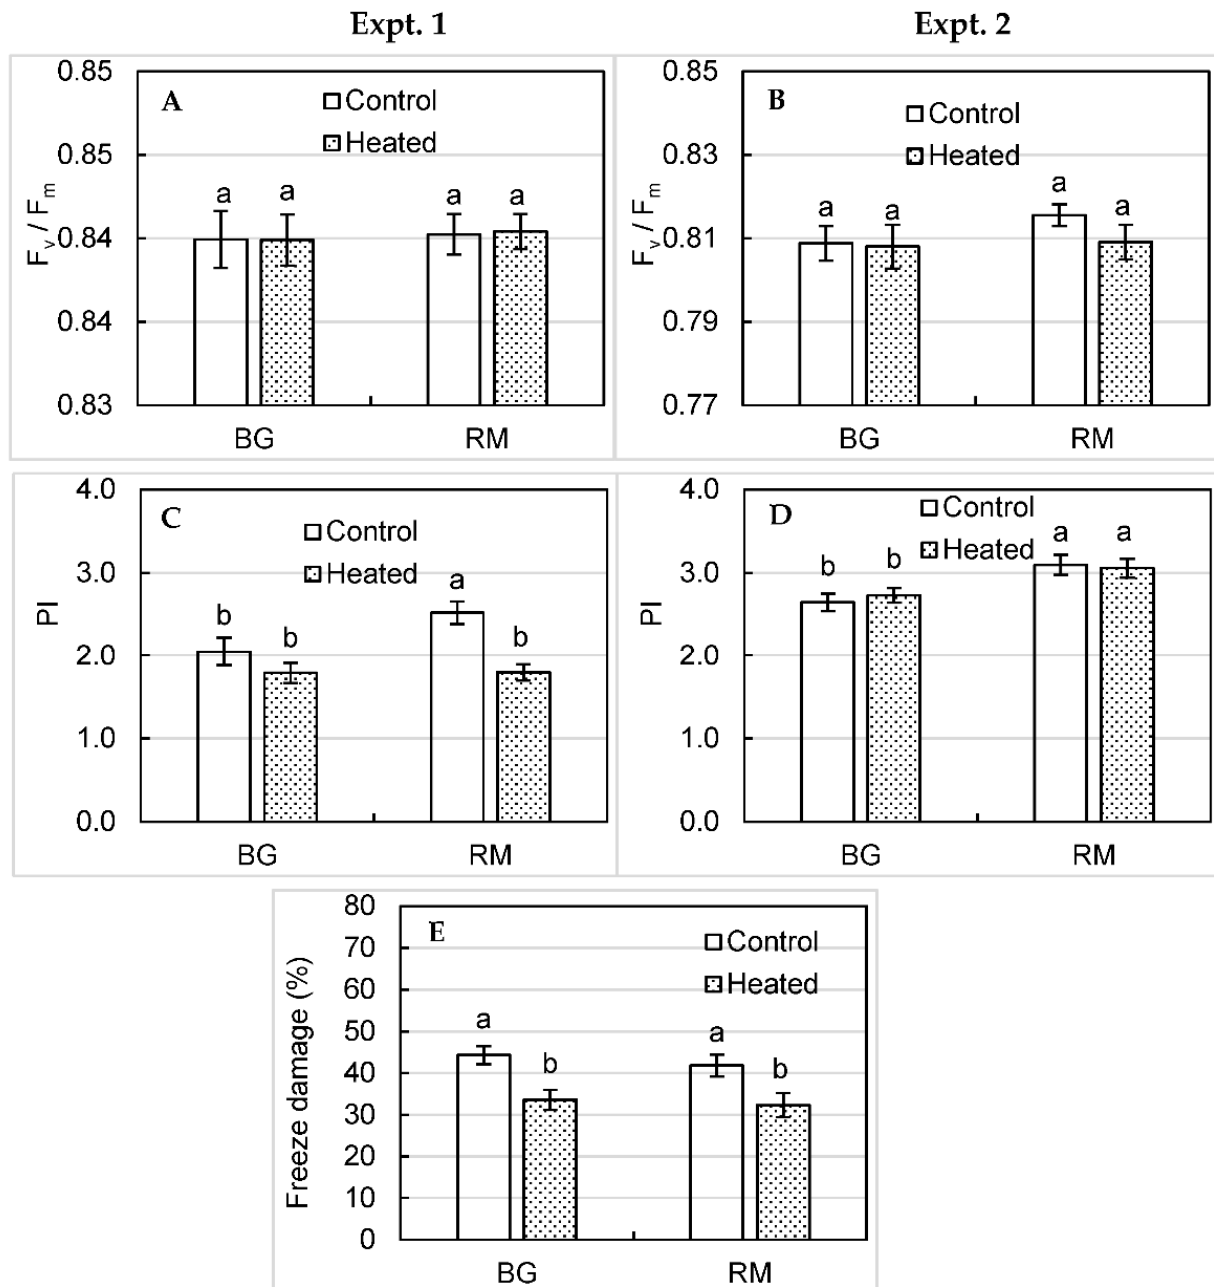 Expt. 1
Expt. 2
A
Control
Heated
0.85
0.85
0.84
0.84
0.83
Fv / Fm
a
a
a
a
BG
RM
B
Control
Heated
0.85
0.83
0.81
0.79
0.77
Fv / Fm
a
a
a
a
BG
RM
C
Control
Heated
4.0
3.0
2.0
1.0
0.0
PI
b
b
a
b
BG
RM
D
Control
Heated
4.0
3.0
2.0
1.0
0.0
PI
b
b
a
a
BG
RM
E
Control
Heated
80
70
60
50
40
30
20
10
0
Freeze damage (%)
a
b
a
b
BG
RM